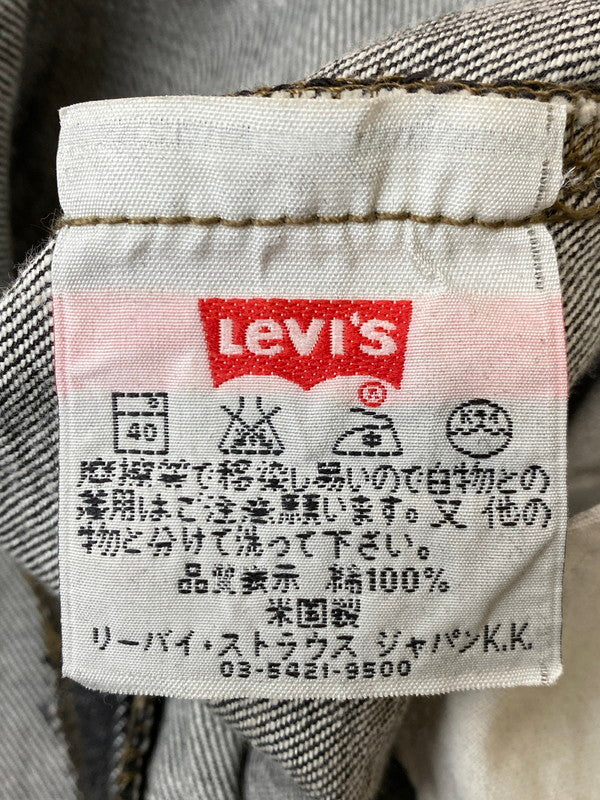 Levi's
®
40
摩擦等で移染し易いので白物との
着用はご注意願います。又 他の
物と分けて洗って下さい。
品質表示 綿100%
米国製
リーバイ・ストラウス ジャパンK.K.
03-5421-9500